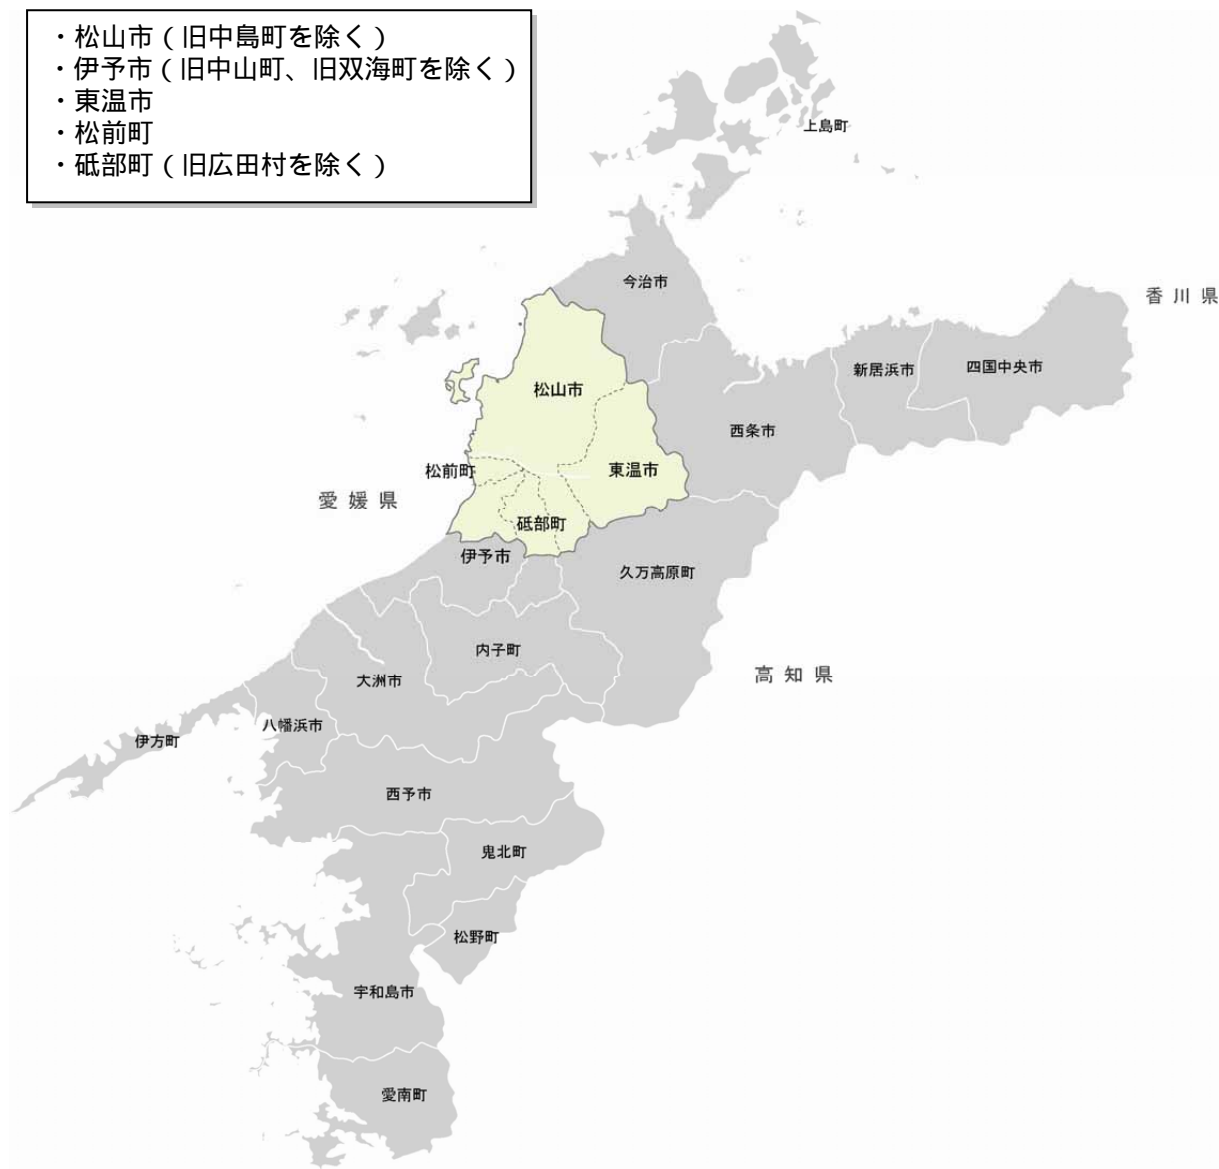 ・松山市（旧中島町を除く）
・伊予市（旧中山町、旧双海町を除く）
・東温市
・松前町
・砥部町（旧広田村を除く）
上島町
今治市
香川県
新居浜市
四国中央市
松山市
西条市
松前町
東温市
愛媛県
砥部町
伊予市
久万高原町
内子町
高知県
大洲市
八幡浜市
伊方町
西予市
鬼北町
松野町
宇和島市
愛南町